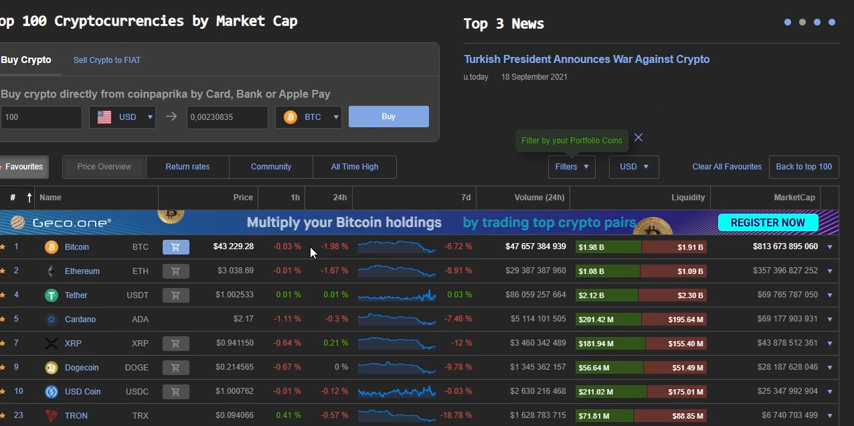 op 100 Cryptocurrencies by Market Cap
Top 3 News
Buy Crypto Sell Crypto to FIAT
Turkish President Announces War Against Crypto
u.today 18 September 2021
Buy crypto directly from coinpaprika by Card, Bank or Apple Pay
100 USD 0,00230835 BTC Buy
Filter by your Portfolio Coins
Favourites Price Overview Return rates Community All Time High Filters USD Clear All Favourites Back to top 100
# Name Price 1h 24h 7d Volume (24h) Liquidity MarketCap
Geco.one® Multiply your Bitcoin holdings by trading top crypto pairs REGISTER NOW
1 Bitcoin BTC $43 229.28 -0.03 % -1.98 % -6.72 % $47 657 384 939 $1.98 B $1.91 B $813 673 895 060
2 Ethereum ETH $3 038.69 -0.01 % -1.67 % -8.91 % $29 387 387 960 $1.08 B $1.09 B $357 396 827 252
4 Tether USDT $1.002533 0.01 % 0.01 % 0.03 % $86 059 257 664 $2.12 B $2.30 B $69 765 787 050
5 Cardano ADA $2.17 -1.11 % -0.3 % -7.46 % $5 114 101 505 $201.42 M $195.64 M $69 177 903 931
7 XRP XRP $0.941150 -0.64 % 0.21 % -12 % $3 460 342 489 $181.94 M $155.40 M $43 878 512 361
9 Dogecoin DOGE $0.214565 -0.67 % 0 % -9.78 % $1 345 362 157 $56.64 M $51.49 M $28 187 628 046
10 USD Coin USDC $1.000762 -0.01 % -0.12 % -0.03 % $2 630 216 468 $211.02 M $175.01 M $25 347 992 904
23 TRON TRX $0.094066 0.41 % -0.57 % -18.78 % $1 628 783 715 $71.81 M $88.85 M $6 740 703 499